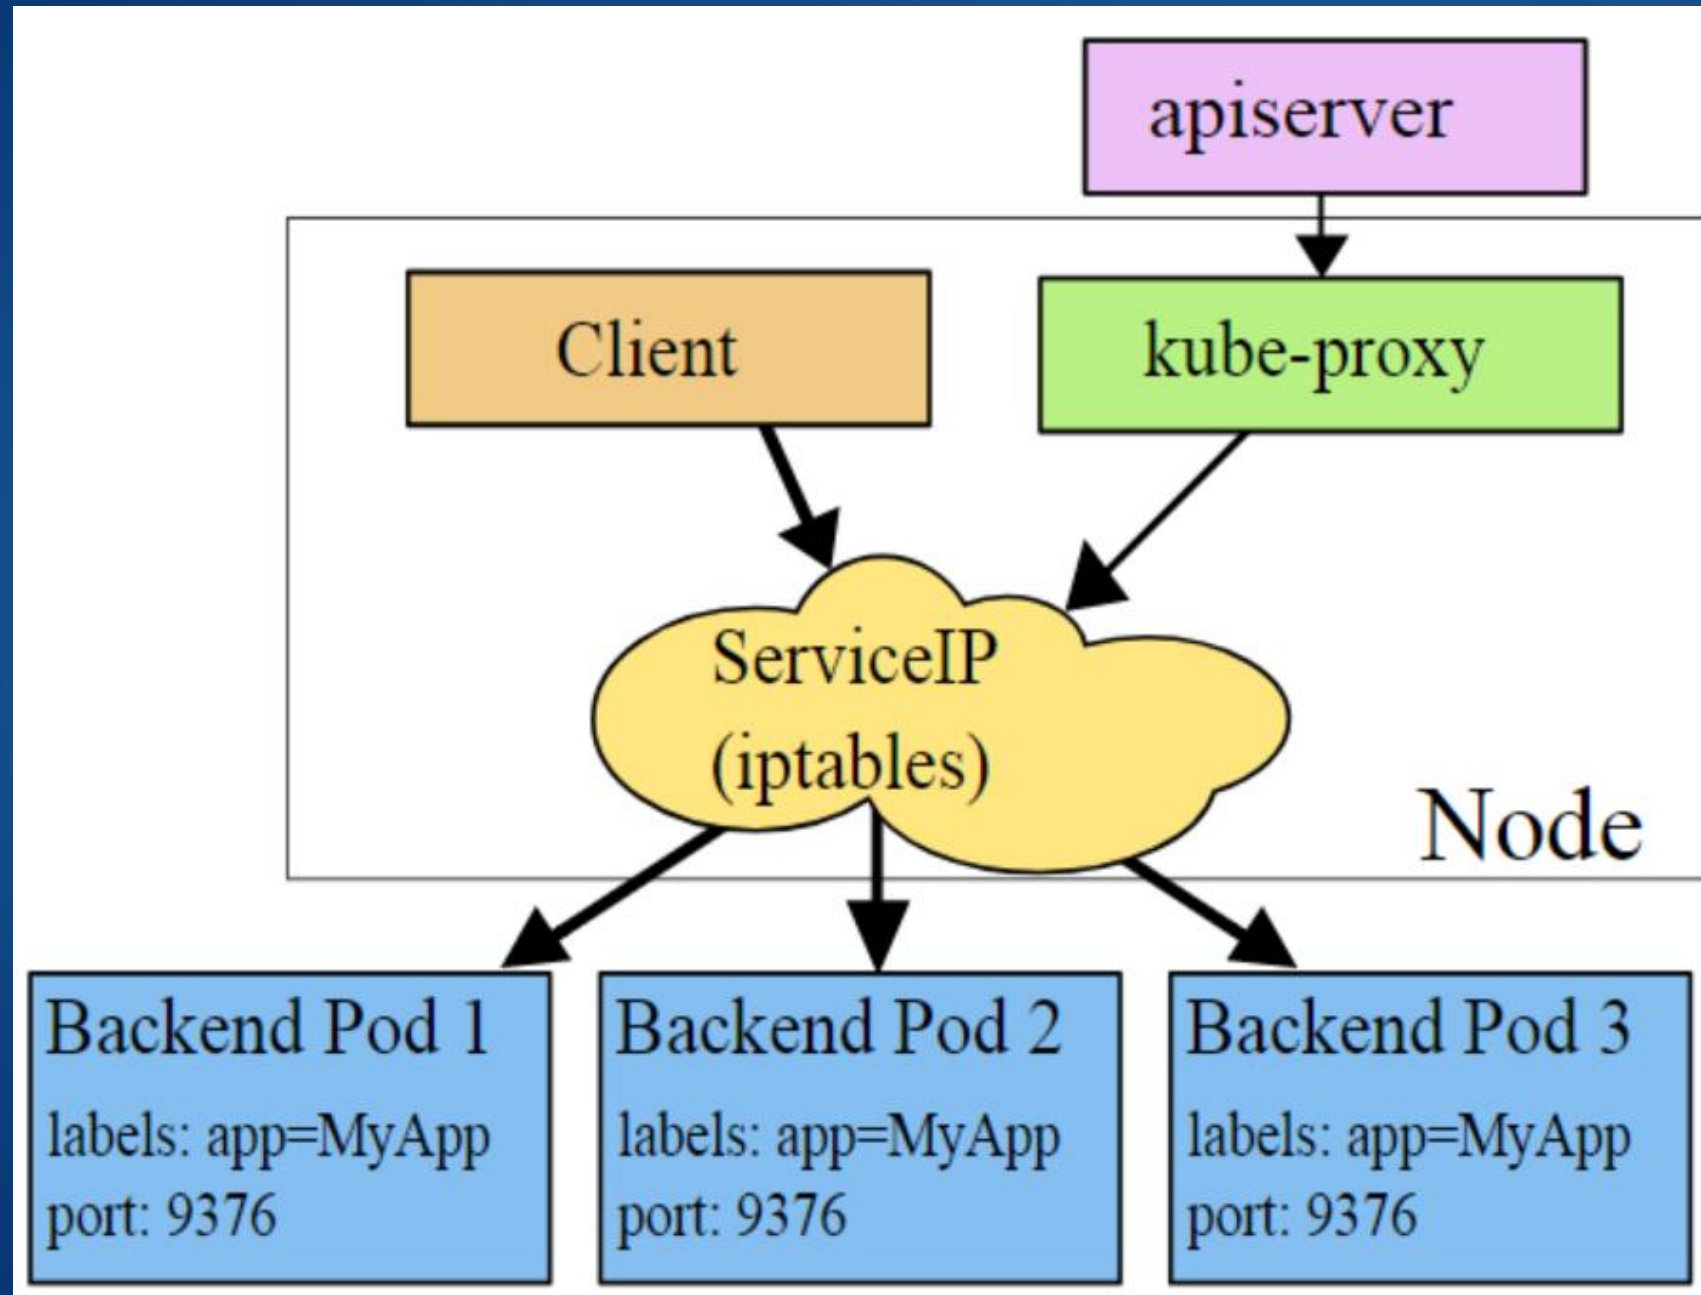 apiserver
Client
kube-proxy
ServiceIP
(iptables)
Node
Backend Pod 1
labels: app=MyApp
port: 9376
Backend Pod 2
labels: app=MyApp
port: 9376
Backend Pod 3
labels: app=MyApp
port: 9376